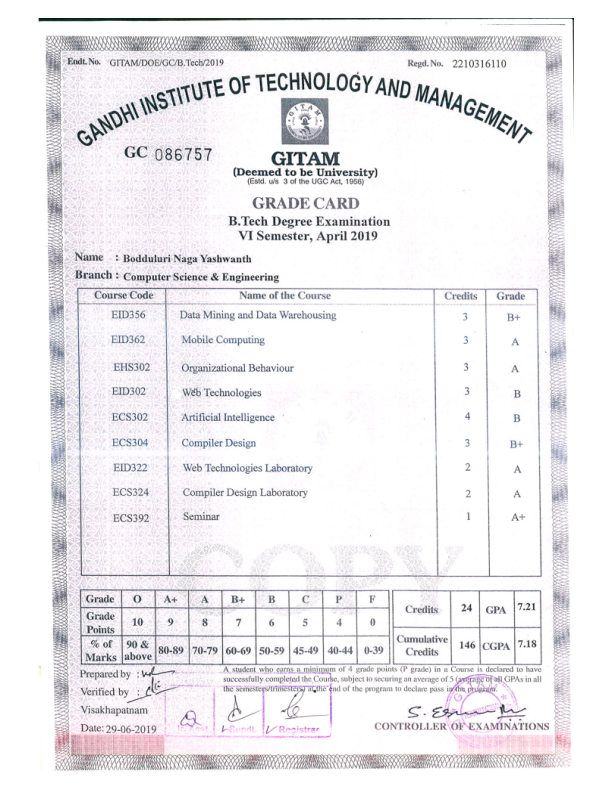 Endt. No. GITAM/DOE/GC/B.Tech/2019 Regd. No. 2210316110
GANDHI INSTITUTE OF TECHNOLOGY AND MANAGEMENT
GITAM
GC 086757
GITAM
(Deemed to be University)
(Estd. u/s 3 of the UGC Act, 1956)
GRADE CARD
B.Tech Degree Examination
VI Semester, April 2019
Name : Bodduluri Naga Yashwanth
Branch : Computer Science & Engineering
Course Code Name of the Course Credits Grade
EID356 Data Mining and Data Warehousing 3 B+
EID362 Mobile Computing 3 A
EHS302 Organizational Behaviour 3 A
EID302 Web Technologies 3 B
ECS302 Artificial Intelligence 4 B
ECS304 Compiler Design 3 B+
EID322 Web Technologies Laboratory 2 A
ECS324 Compiler Design Laboratory 2 A
ECS392 Seminar 1 A+
COPY
Grade O A+ A B+ B C P F
Grade Points 10 9 8 7 6 5 4 0
% of Marks 90 & above 80-89 70-79 60-69 50-59 45-49 40-44 0-39
Credits 24 GPA 7.21
Cumulative Credits 146 CGPA 7.18
A student who earns a minimum of 4 grade points (P grade) in a Course is declared to have
successfully completed the Course, subject to securing an average of 5 (average of all GPAs in all
the semesters/trimesters) at the end of the program to declare pass in the program.
Prepared by :
Verified by :
Visakhapatnam
Date: 29-06-2019
Supdt. Registrar
CONTROLLER OF EXAMINATIONS